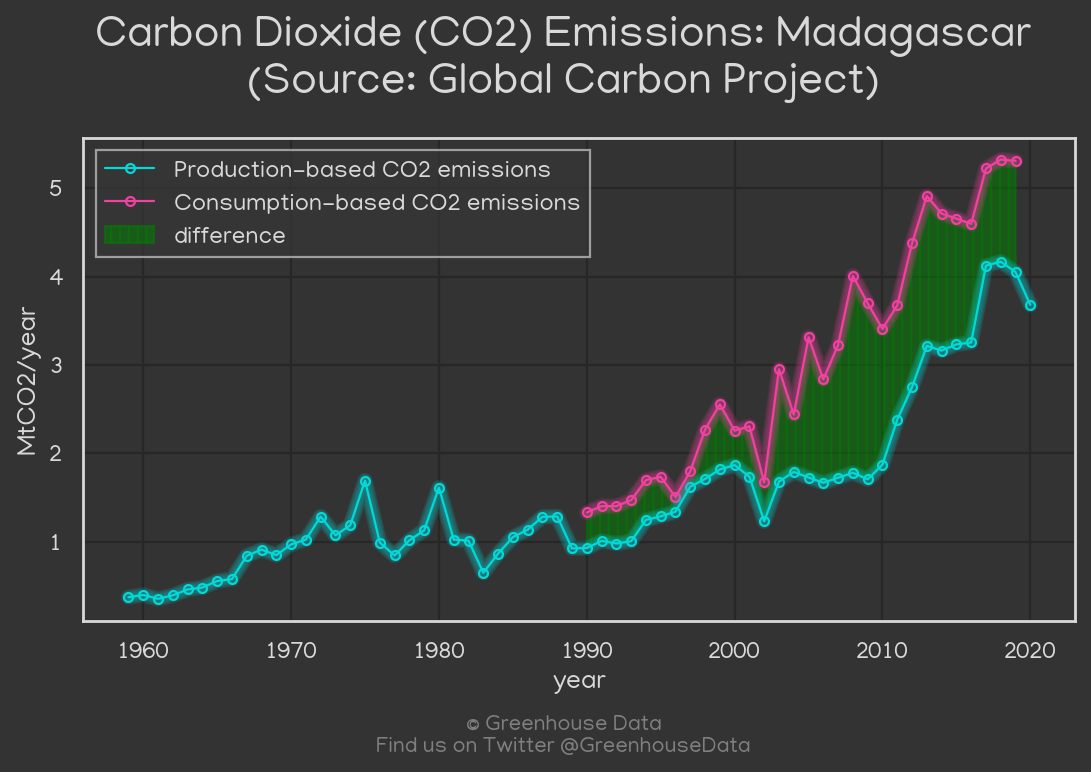 Carbon Dioxide (CO2) Emissions: Madagascar
(Source: Global Carbon Project)
Production-based CO2 emissions
Consumption-based CO2 emissions
difference
MtCO2/year
5
4
3
2
1
1960 1970 1980 1990 2000 2010 2020
year
© Greenhouse Data
Find us on Twitter @GreenhouseData